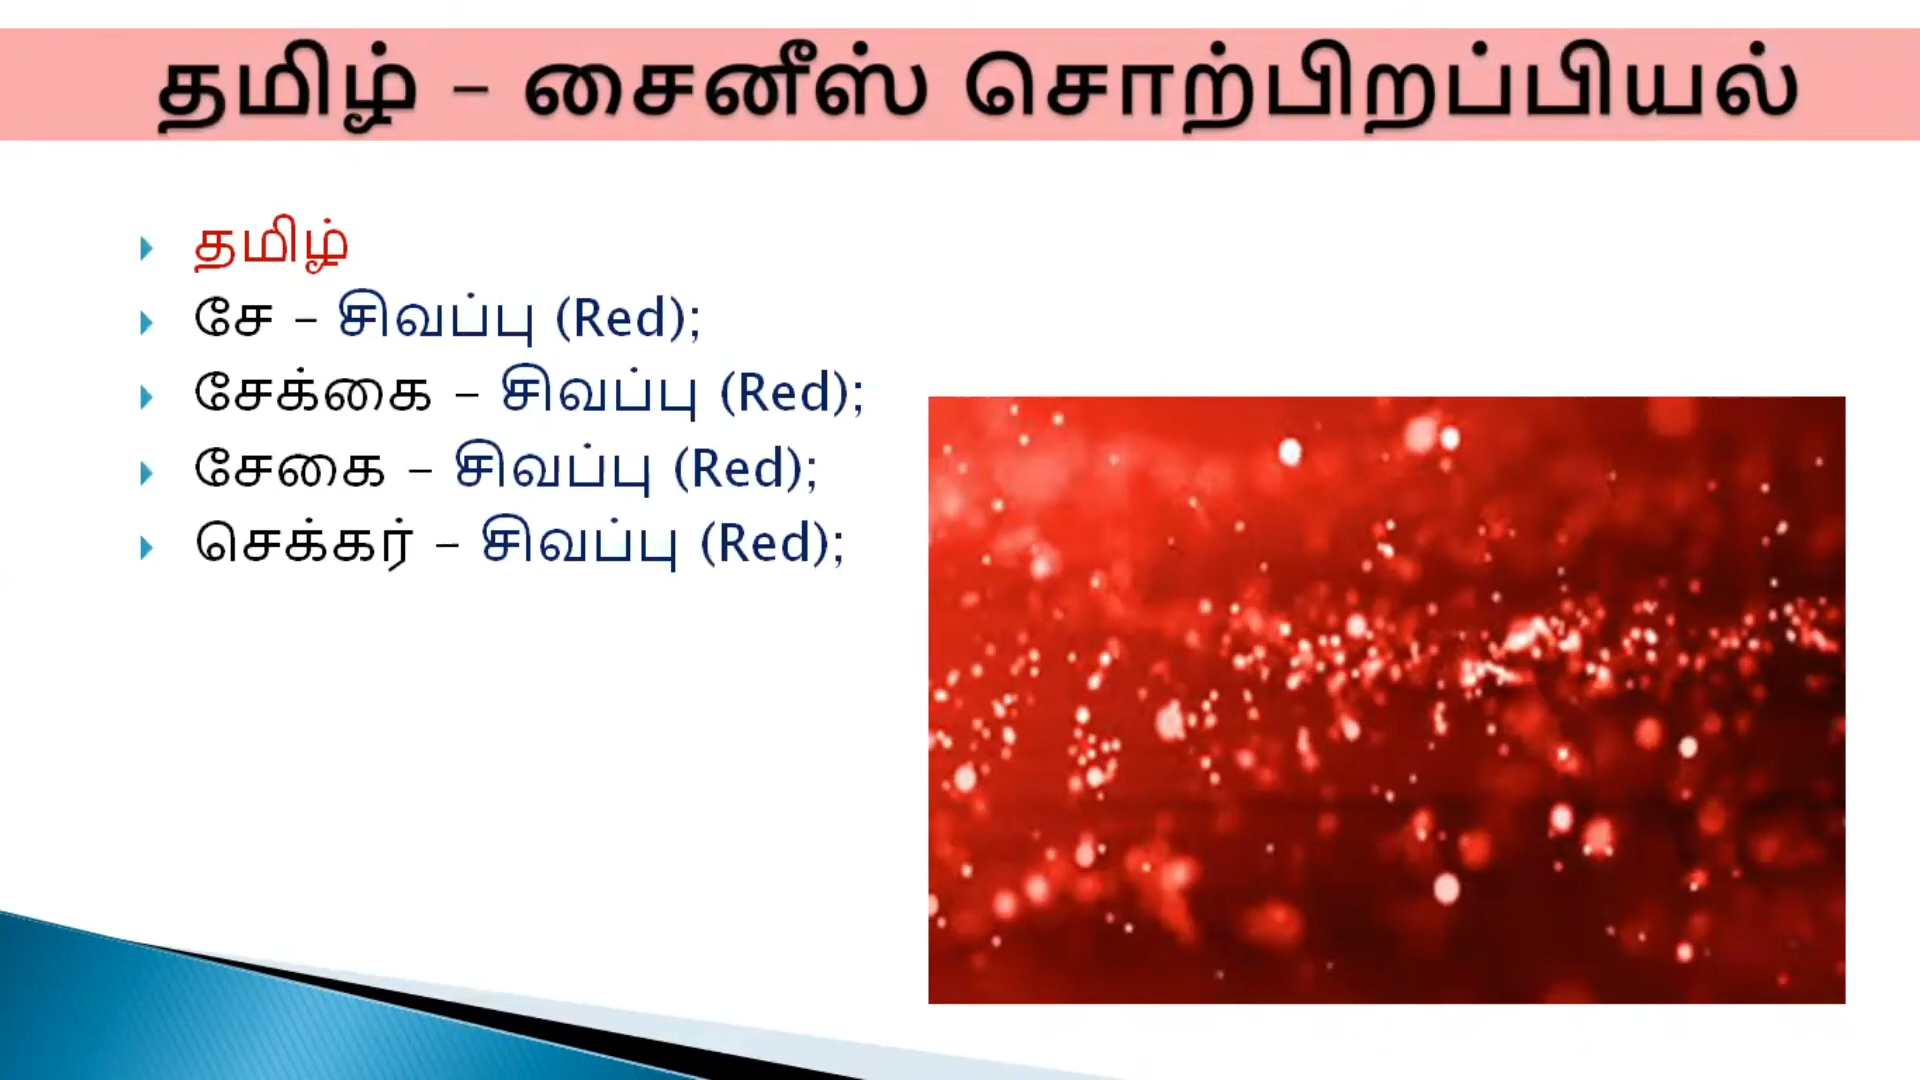 தமிழ் - சைனீஸ் சொற்பிறப்பியல்
தமிழ்
சே – சிவப்பு (Red);
சேக்கை – சிவப்பு (Red);
சேகை – சிவப்பு (Red);
செக்கர் – சிவப்பு (Red);